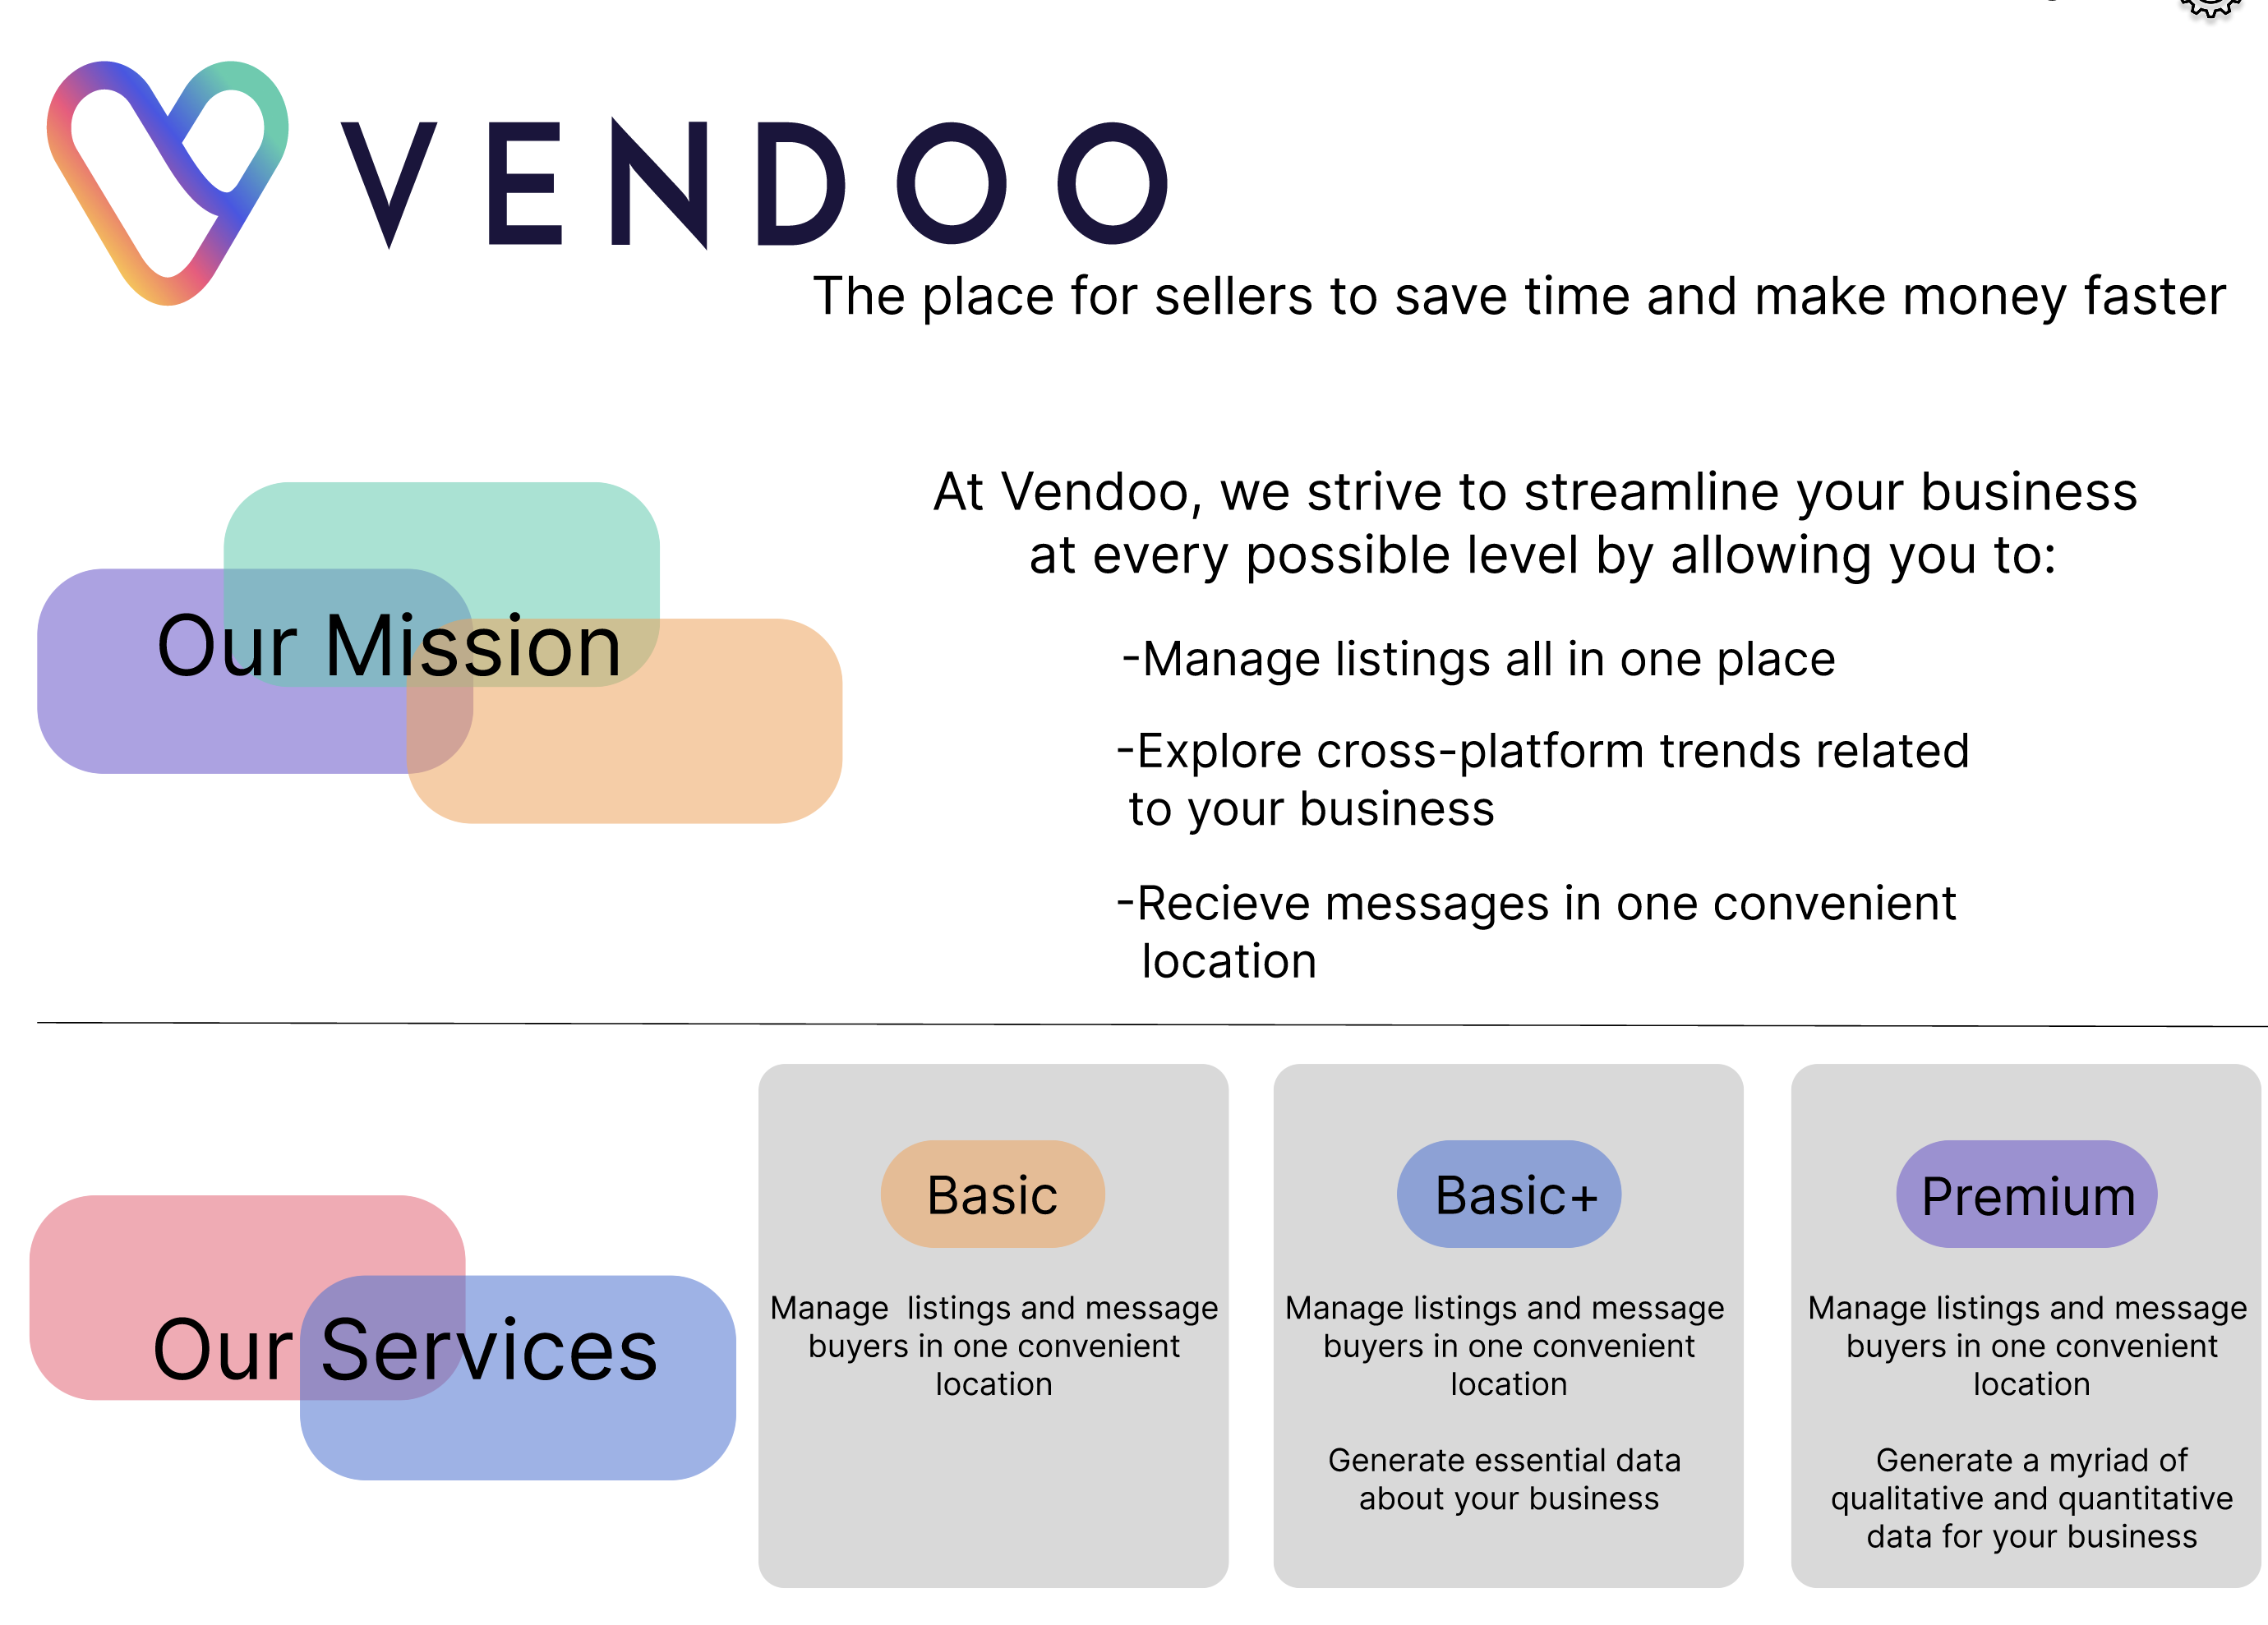 VENDOO
The place for sellers to save time and make money faster
Our Mission
At Vendoo, we strive to streamline your business
at every possible level by allowing you to:
-Manage listings all in one place
-Explore cross-platform trends related
to your business
-Recieve messages in one convenient
location
Our Services
Basic
Manage  listings and message
buyers in one convenient
location
Basic+
Manage listings and message
buyers in one convenient
location
Generate essential data
about your business
Premium
Manage listings and message
buyers in one convenient
location
Generate a myriad of
qualitative and quantitative
data for your business